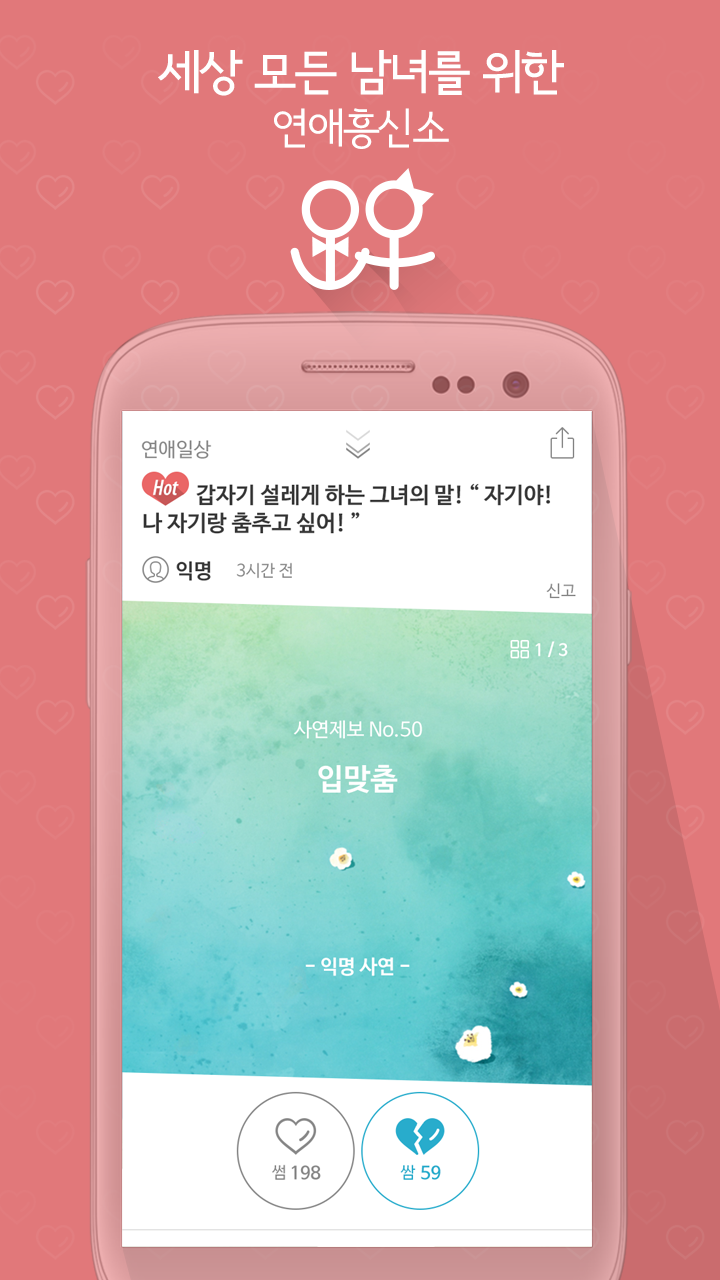 세상 모든 남녀를 위한
연애흥신소
연애일상
Hot 갑자기 설레게 하는 그녀의 말! “ 자기야!
나 자기랑 춤추고 싶어! ”
익명 3시간 전
신고
1 / 3
사연제보 No.50
입맞춤
– 익명 사연 –
썸 198
쌈 59